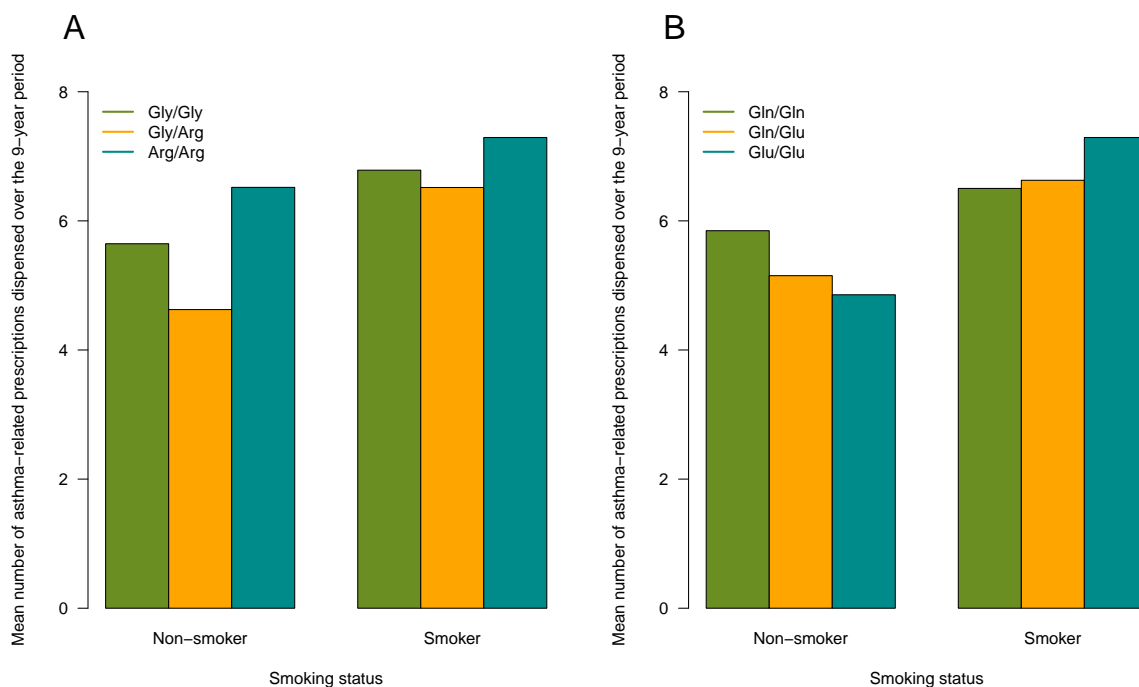 A
Mean number of asthma−related prescriptions dispensed over the 9−year period
8
6
4
2
0
Gly/Gly
Gly/Arg
Arg/Arg
Non−smoker
Smoker
Smoking status
B
Mean number of asthma−related prescriptions dispensed over the 9−year period
8
6
4
2
0
Gln/Gln
Gln/Glu
Glu/Glu
Non−smoker
Smoker
Smoking status